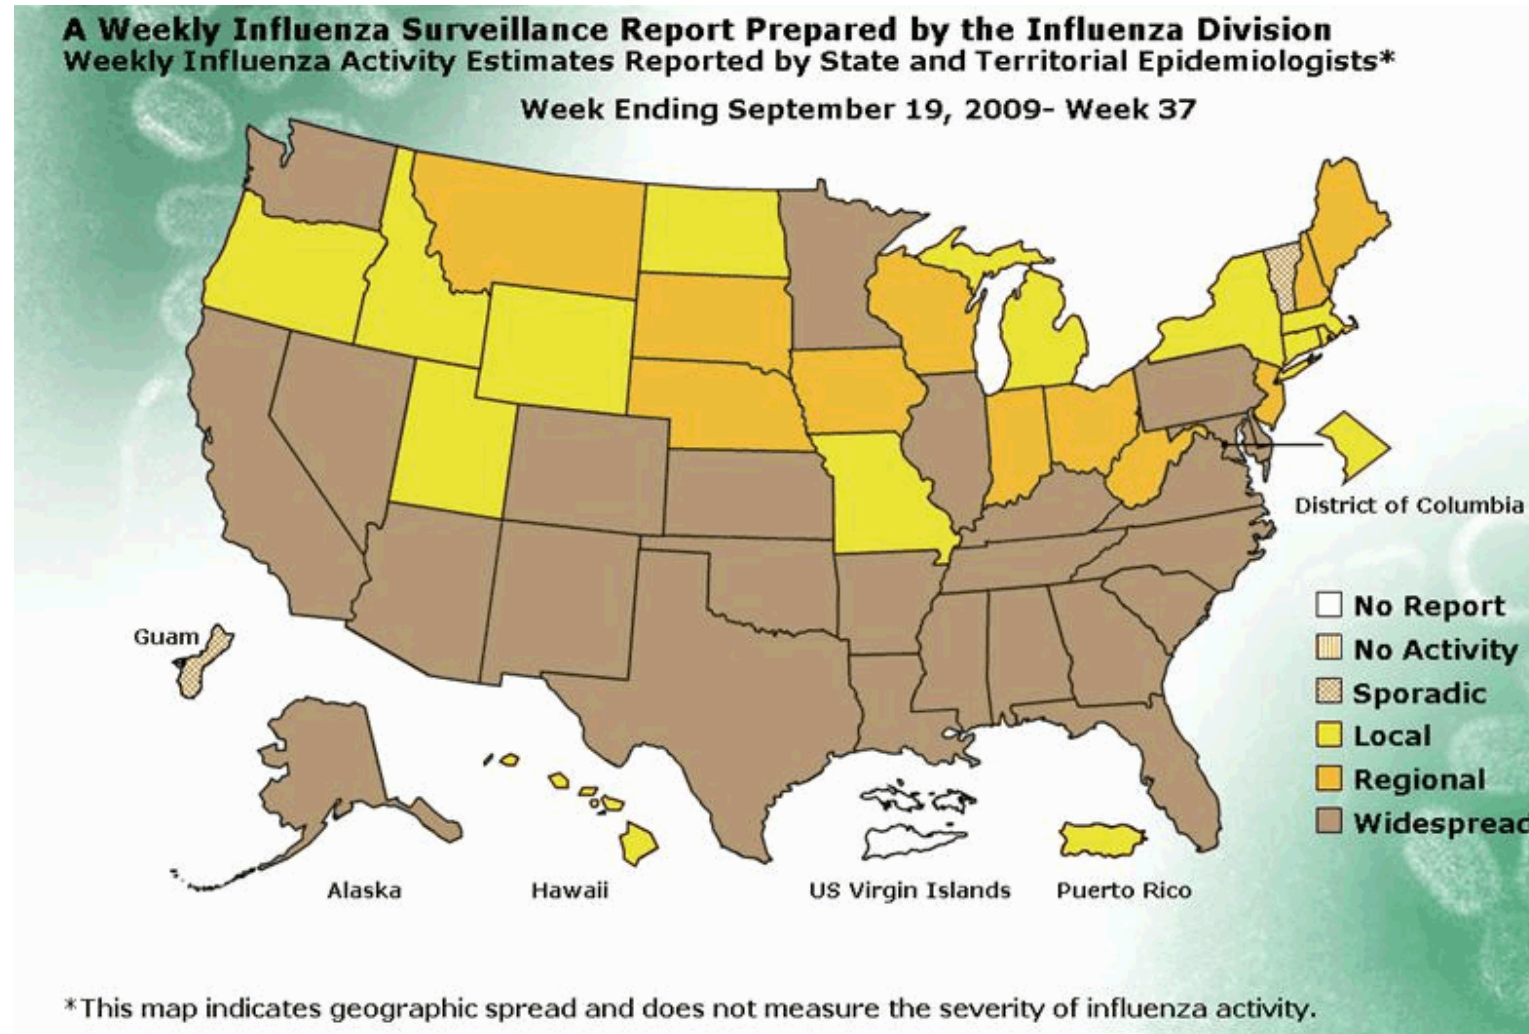 A Weekly Influenza Surveillance Report Prepared by the Influenza Division
Weekly Influenza Activity Estimates Reported by State and Territorial Epidemiologists*
Week Ending September 19, 2009- Week 37
District of Columbia
No Report
No Activity
Sporadic
Local
Regional
Widespread
Guam
Alaska
Hawaii
US Virgin Islands
Puerto Rico
*This map indicates geographic spread and does not measure the severity of influenza activity.